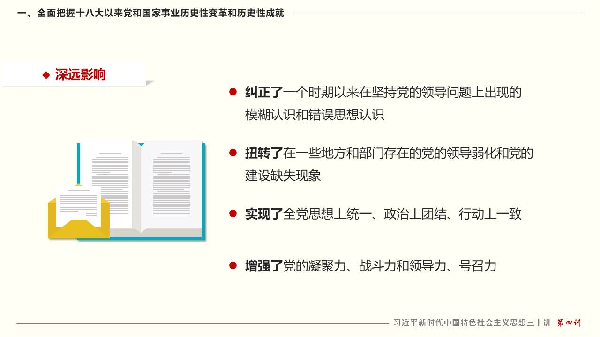 一、全面把握十八大以来党和国家事业历史性变革和历史性成就
深远影响
纠正了一个时期以来在坚持党的领导问题上出现的
模糊认识和错误思想认识
扭转了在一些地方和部门存在的党的领导弱化和党的
建设缺失现象
实现了全党思想上统一、政治上团结、行动上一致
增强了党的凝聚力、战斗力和领导力、号召力
习近平新时代中国特色社会主义思想三十讲 第四讲